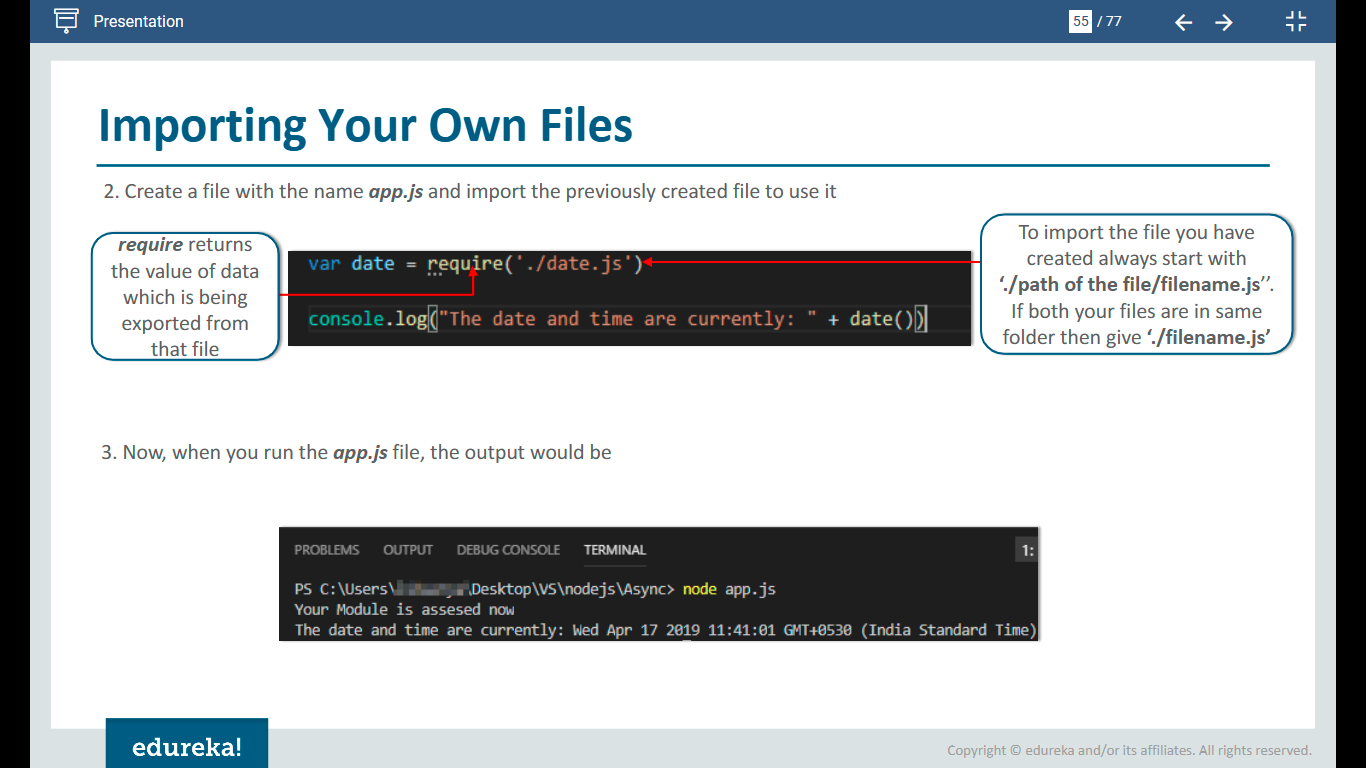 Presentation
55 / 77
Importing Your Own Files
2. Create a file with the name app.js and import the previously created file to use it
require returns
the value of data
which is being
exported from
that file
var date = require('./date.js')
console.log("The date and time are currently: " + date())
To import the file you have
created always start with
‘./path of the file/filename.js’’.
If both your files are in same
folder then give ‘./filename.js’
3. Now, when you run the app.js file, the output would be
PROBLEMS OUTPUT DEBUG CONSOLE TERMINAL 1:
PS C:\Users\ \Desktop\VS\nodejs\Async> node app.js
Your Module is assesed now
The date and time are currently: Wed Apr 17 2019 11:41:01 GMT+0530 (India Standard Time)
edureka!
Copyright © edureka and/or its affiliates. All rights reserved.